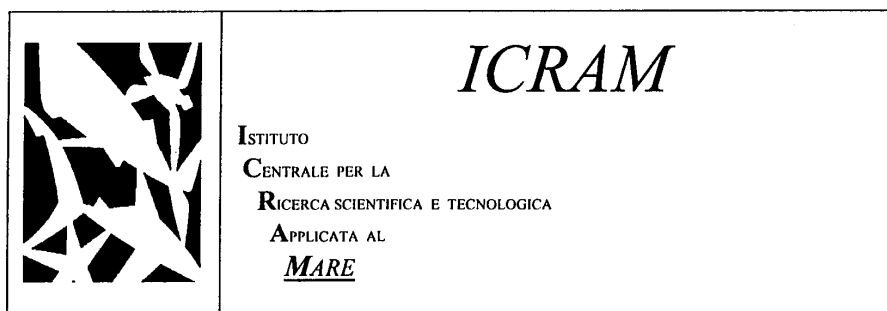 ICRAM
ISTITUTO
CENTRALE PER LA
RICERCA SCIENTIFICA E TECNOLOGICA
APPLICATA AL
MARE